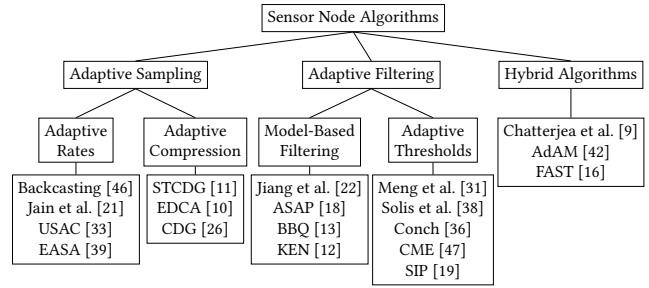 Sensor Node Algorithms
Adaptive Sampling
Adaptive Filtering
Hybrid Algorithms
Adaptive
Rates
Adaptive
Compression
Model-Based
Filtering
Adaptive
Thresholds
Chatterjea et al. [9]
AdAM [42]
FAST [16]
Backcasting [46]
Jain et al. [21]
USAC [33]
EASA [39]
STCDG [11]
EDCA [10]
CDG [26]
Jiang et al. [22]
ASAP [18]
BBQ [13]
KEN [12]
Meng et al. [31]
Solis et al. [38]
Conch [36]
CME [47]
SIP [19]